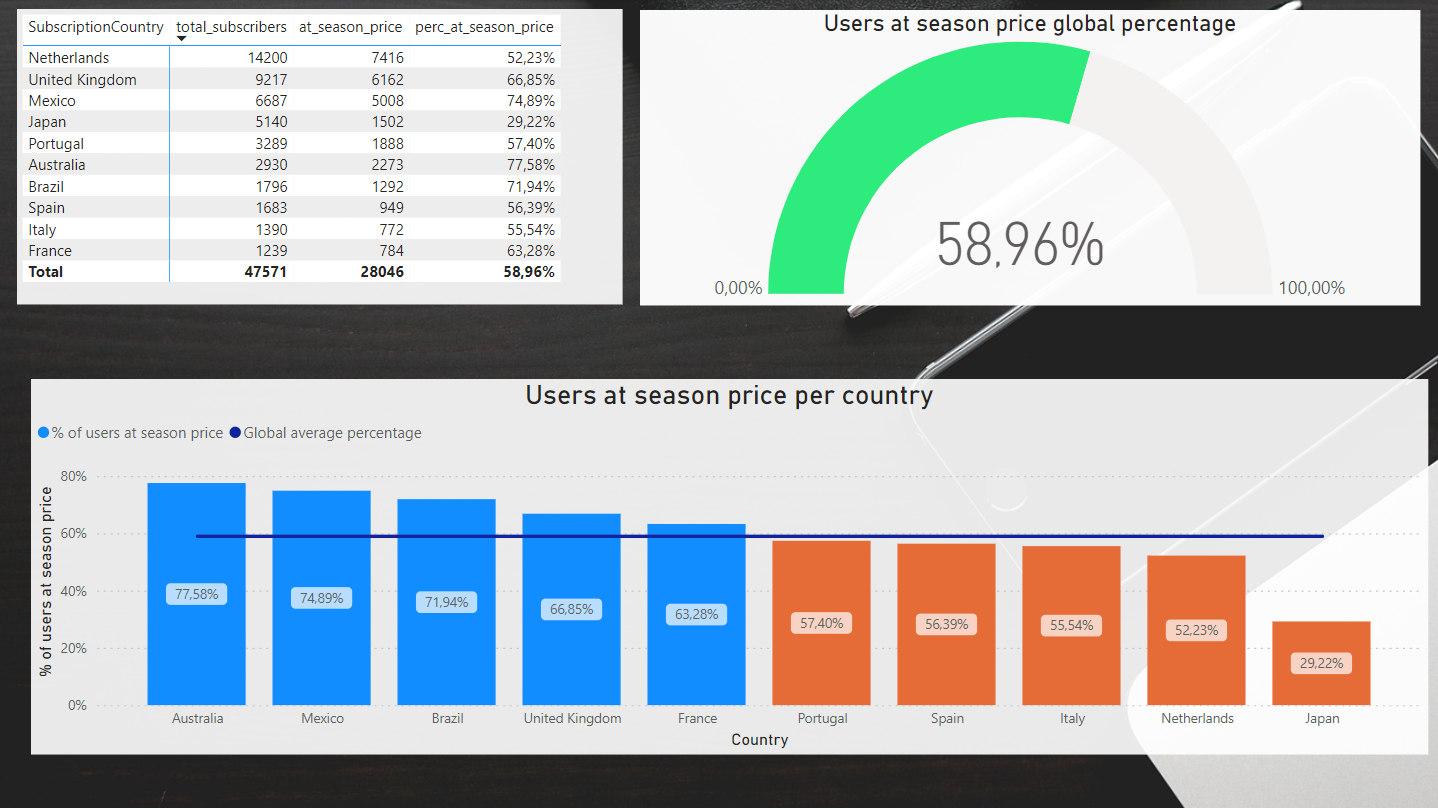 SubscriptionCountry total_subscribers at_season_price perc_at_season_price
Netherlands 14200 7416 52,23%
United Kingdom 9217 6162 66,85%
Mexico 6687 5008 74,89%
Japan 5140 1502 29,22%
Portugal 3289 1888 57,40%
Australia 2930 2273 77,58%
Brazil 1796 1292 71,94%
Spain 1683 949 56,39%
Italy 1390 772 55,54%
France 1239 784 63,28%
Total 47571 28046 58,96%
Users at season price global percentage
58,96%
0,00% 100,00%
Users at season price per country
% of users at season price Global average percentage
% of users at season price
80%
60%
40%
20%
0%
77,58% 74,89% 71,94% 66,85% 63,28% 57,40% 56,39% 55,54% 52,23% 29,22%
Australia Mexico Brazil United Kingdom France Portugal Spain Italy Netherlands Japan
Country